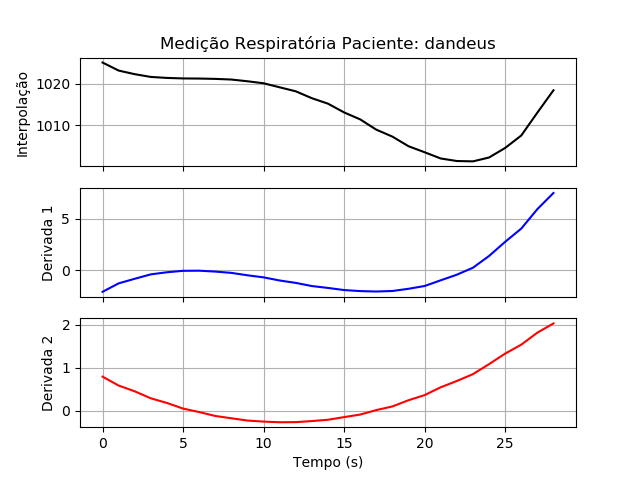 Medição Respiratória Paciente: dandeus
Interpolação
1020
1010
Derivada 1
5
0
Derivada 2
2
1
0
0 5 10 15 20 25
Tempo (s)